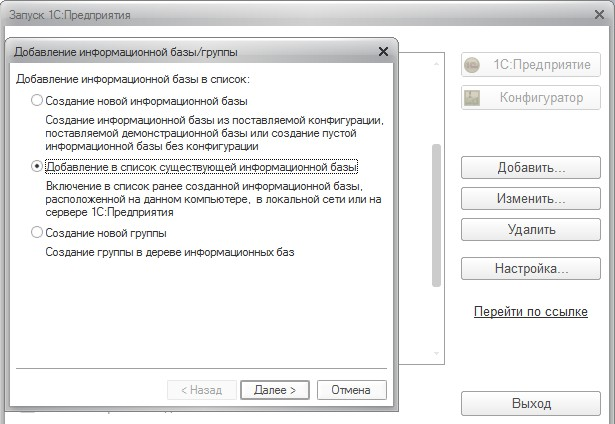 Запуск 1С:Предприятия
Добавление информационной базы/группы
Добавление информационной базы в список:
Создание новой информационной базы
Создание информационной базы из поставляемой конфигурации,
поставляемой демонстрационной базы или создание пустой
информационной базы без конфигурации
Добавление в список существующей информационной базы
Включение в список ранее созданной информационной базы,
расположенной на данном компьютере, в локальной сети или на
сервере 1С:Предприятия
Создание новой группы
Создание группы в дереве информационных баз
< Назад
Далее >
Отмена
1С:Предприятие
Конфигуратор
Добавить...
Изменить...
Удалить
Настройка...
Перейти по ссылке
Выход